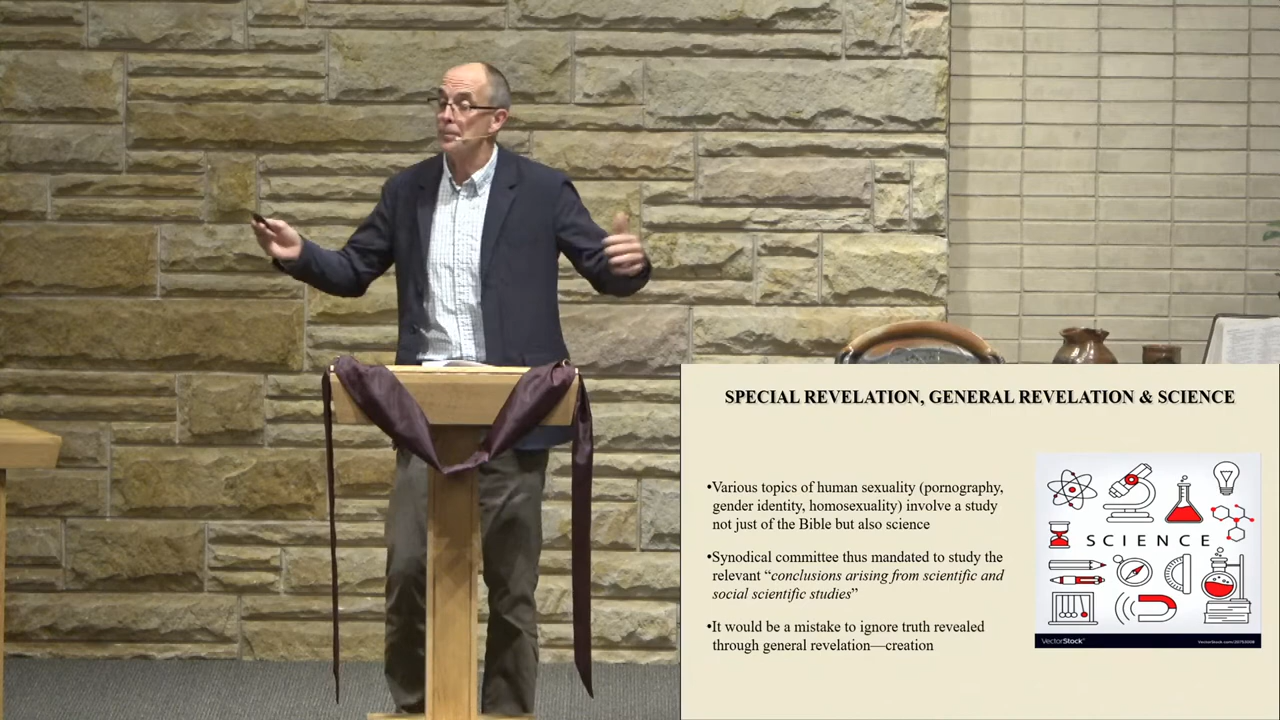 SPECIAL REVELATION, GENERAL REVELATION & SCIENCE
•Various topics of human sexuality (pornography,
gender identity, homosexuality) involve a study
not just of the Bible but also science
•Synodical committee thus mandated to study the
relevant “conclusions arising from scientific and
social scientific studies”
•It would be a mistake to ignore truth revealed
through general revelation—creation
SCIENCE
VectorStock